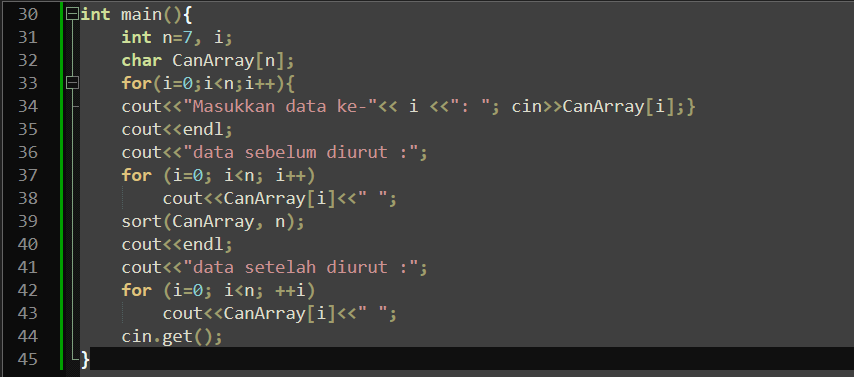 30 int main(){
31     int n=7, i;
32     char CanArray[n];
33     for(i=0;i<n;i++){
34     cout<<"Masukkan data ke-"<< i <<": "; cin>>CanArray[i];}
35     cout<<endl;
36     cout<<"data sebelum diurut :";
37     for (i=0; i<n; i++)
38         cout<<CanArray[i]<<" ";
39     sort(CanArray, n);
40     cout<<endl;
41     cout<<"data setelah diurut :";
42     for (i=0; i<n; ++i)
43         cout<<CanArray[i]<<" ";
44     cin.get();
45 }